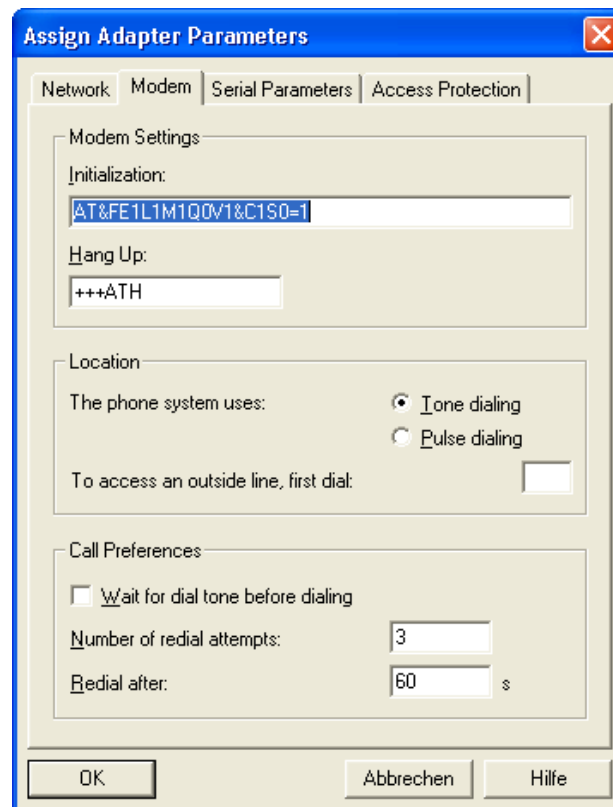 Assign Adapter Parameters
Network Modem Serial Parameters Access Protection
Modem Settings
Initialization:
AT&FE1L1M1Q0V1&C1S0=1
Hang Up:
+++ATH
Location
The phone system uses:
Tone dialing
Pulse dialing
To access an outside line, first dial:
Call Preferences
Wait for dial tone before dialing
Number of redial attempts: 3
Redial after: 60 s
OK Abbrechen Hilfe